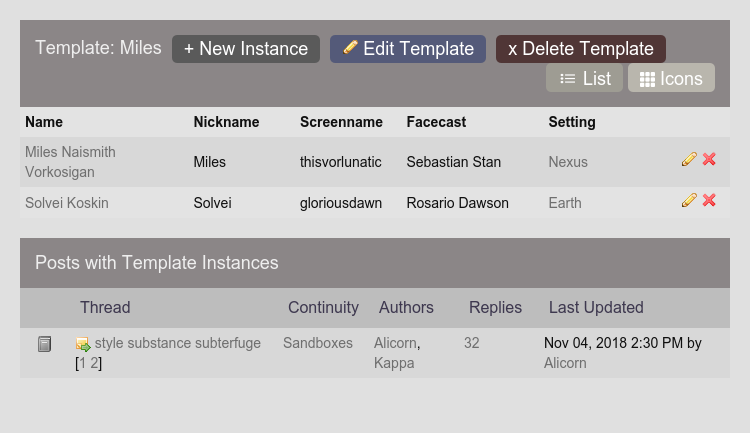 Template: Miles + New Instance Edit Template x Delete Template
List Icons
Name Nickname Screenname Facecast Setting
Miles Naismith
Vorkosigan Miles thisvorlunatic Sebastian Stan Nexus
Solvei Koskin Solvei gloriousdawn Rosario Dawson Earth
Posts with Template Instances
Thread Continuity Authors Replies Last Updated
style substance subterfuge Sandboxes Alicorn, 32 Nov 04, 2018 2:30 PM by
[1 2] Kappa Alicorn